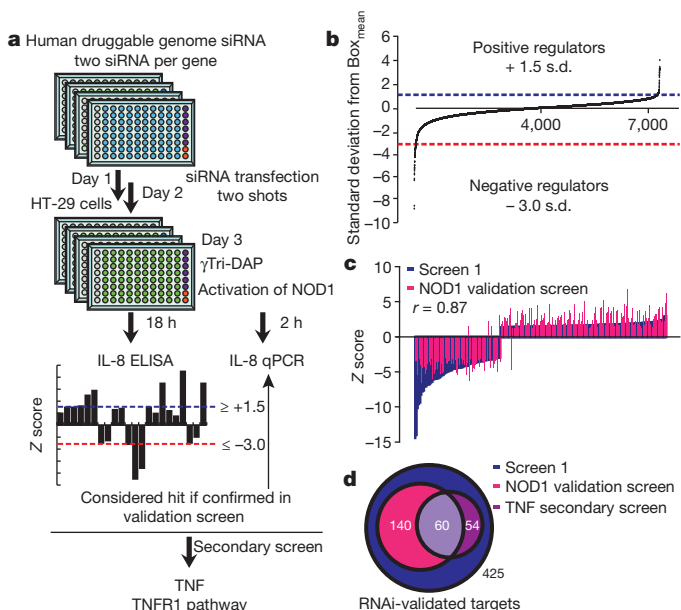 a Human druggable genome siRNA
two siRNA per gene
Day 1
Day 2
siRNA transfection
two shots
HT-29 cells
Day 3
γTri-DAP
Activation of NOD1
18 h
2 h
IL-8 ELISA
IL-8 qPCR
Z score
≥ +1.5
≤ −3.0
Considered hit if confirmed in
validation screen
Secondary screen
TNF
TNFR1 pathway
b
Standard deviation from Boxmean
6
4
2
0
−2
−4
−6
−8
−10
Positive regulators
+ 1.5 s.d.
4,000
7,000
Negative regulators
− 3.0 s.d.
c
Z score
10
5
0
−5
−10
−15
Screen 1
NOD1 validation screen
r = 0.87
d
Screen 1
NOD1 validation screen
TNF secondary screen
140
60
54
425
RNAi-validated targets